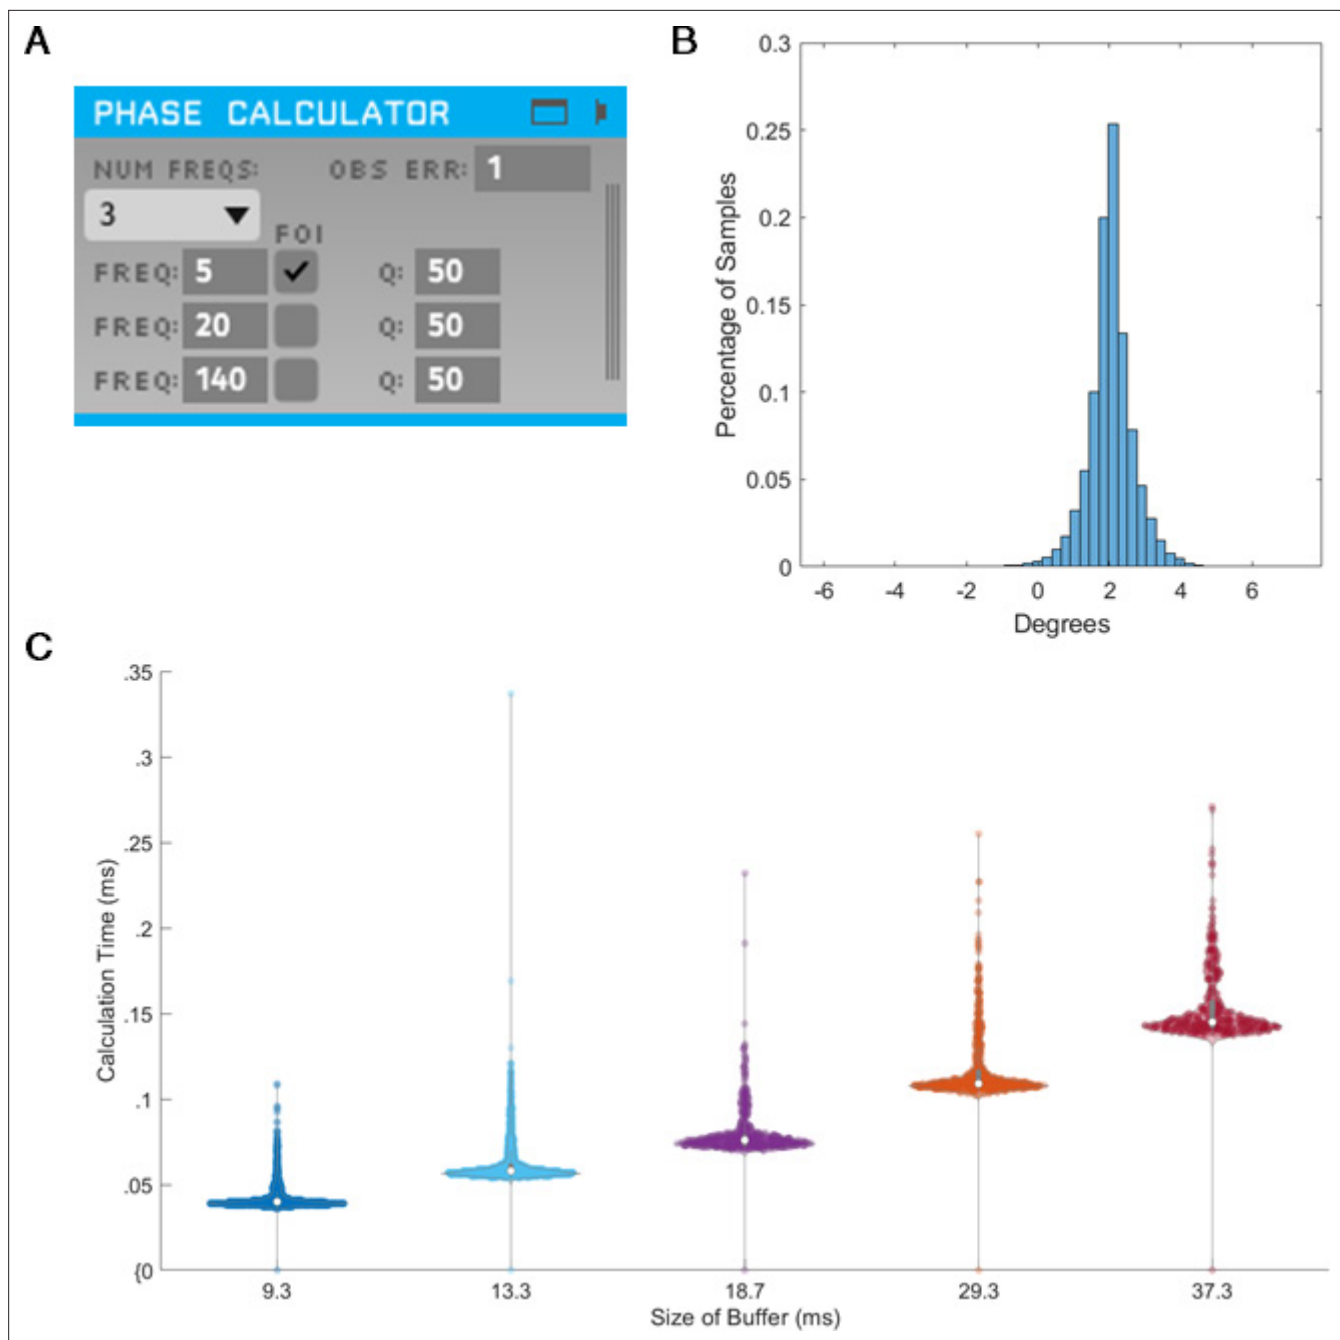 A
PHASE CALCULATOR
NUM FREQS:
OBS ERR: 1
3
FOI
FREQ: 5 Q: 50
FREQ: 20 Q: 50
FREQ: 140 Q: 50
B
0.3
0.25
0.2
0.15
0.1
0.05
0
Percentage of Samples
-6 -4 -2 0 2 4 6
Degrees
C
.35
.3
.25
.2
.15
.1
.05
{0
Calculation Time (ms)
9.3 13.3 18.7 29.3 37.3
Size of Buffer (ms)